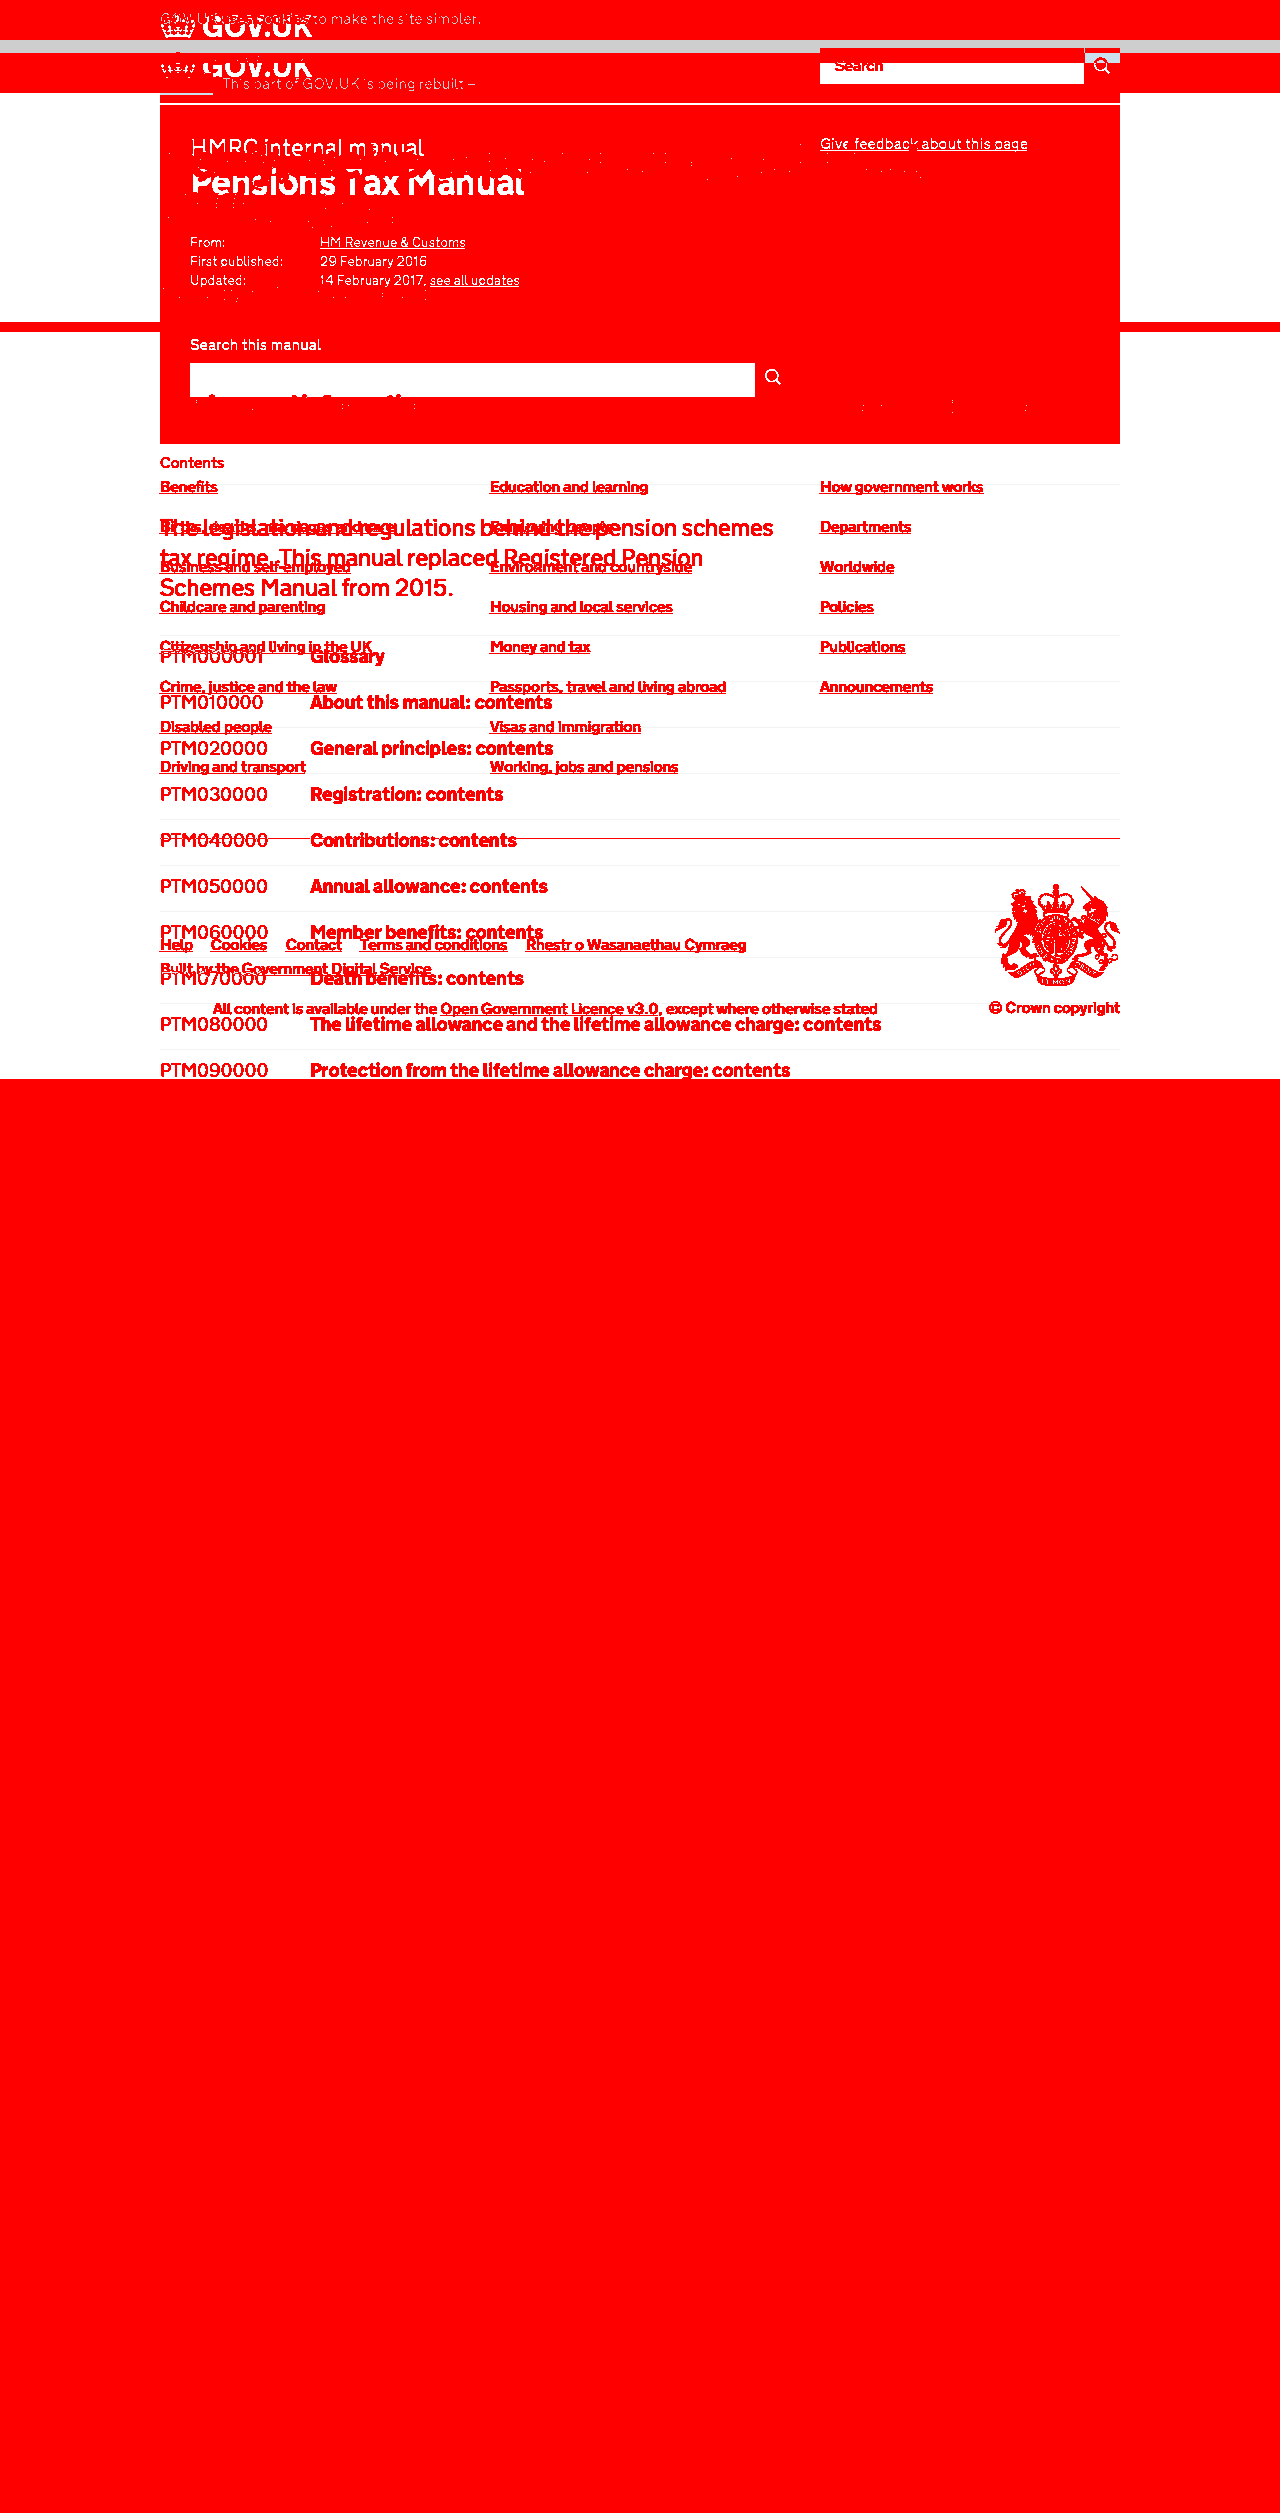 GOV.UK uses cookies to make the site simpler.
GOV.UK
GOV.UK
Search
This part of GOV.UK is being rebuilt –
HMRC internal manual
Give feedback about this page
Pensions Tax Manual
From: HM Revenue & Customs
First published: 29 February 2016
Updated: 14 February 2017, see all updates
Search this manual
Contents
Benefits Education and learning How government works
The legislation and regulations behind the pension schemes
Departments
tax regime. This manual replaced Registered Pension
Business and self-employed Environment and countryside Worldwide
Schemes Manual from 2015.
Childcare and parenting Housing and local services Policies
Citizenship and living in the UK Money and tax Publications
PTM000001 Glossary
Crime, justice and the law Passports, travel and living abroad Announcements
PTM010000 About this manual: contents
Disabled people Visas and immigration
PTM020000 General principles: contents
Driving and transport Working, jobs and pensions
PTM030000 Registration: contents
PTM040000 Contributions: contents
PTM050000 Annual allowance: contents
PTM060000 Member benefits: contents
Help Cookies Contact Terms and conditions Rhestr o Wasanaethau Cymraeg
Built by the Government Digital Service
PTM070000 Death benefits: contents
All content is available under the Open Government Licence v3.0, except where otherwise stated
© Crown copyright
PTM080000 The lifetime allowance and the lifetime allowance charge: contents
PTM090000 Protection from the lifetime allowance charge: contents